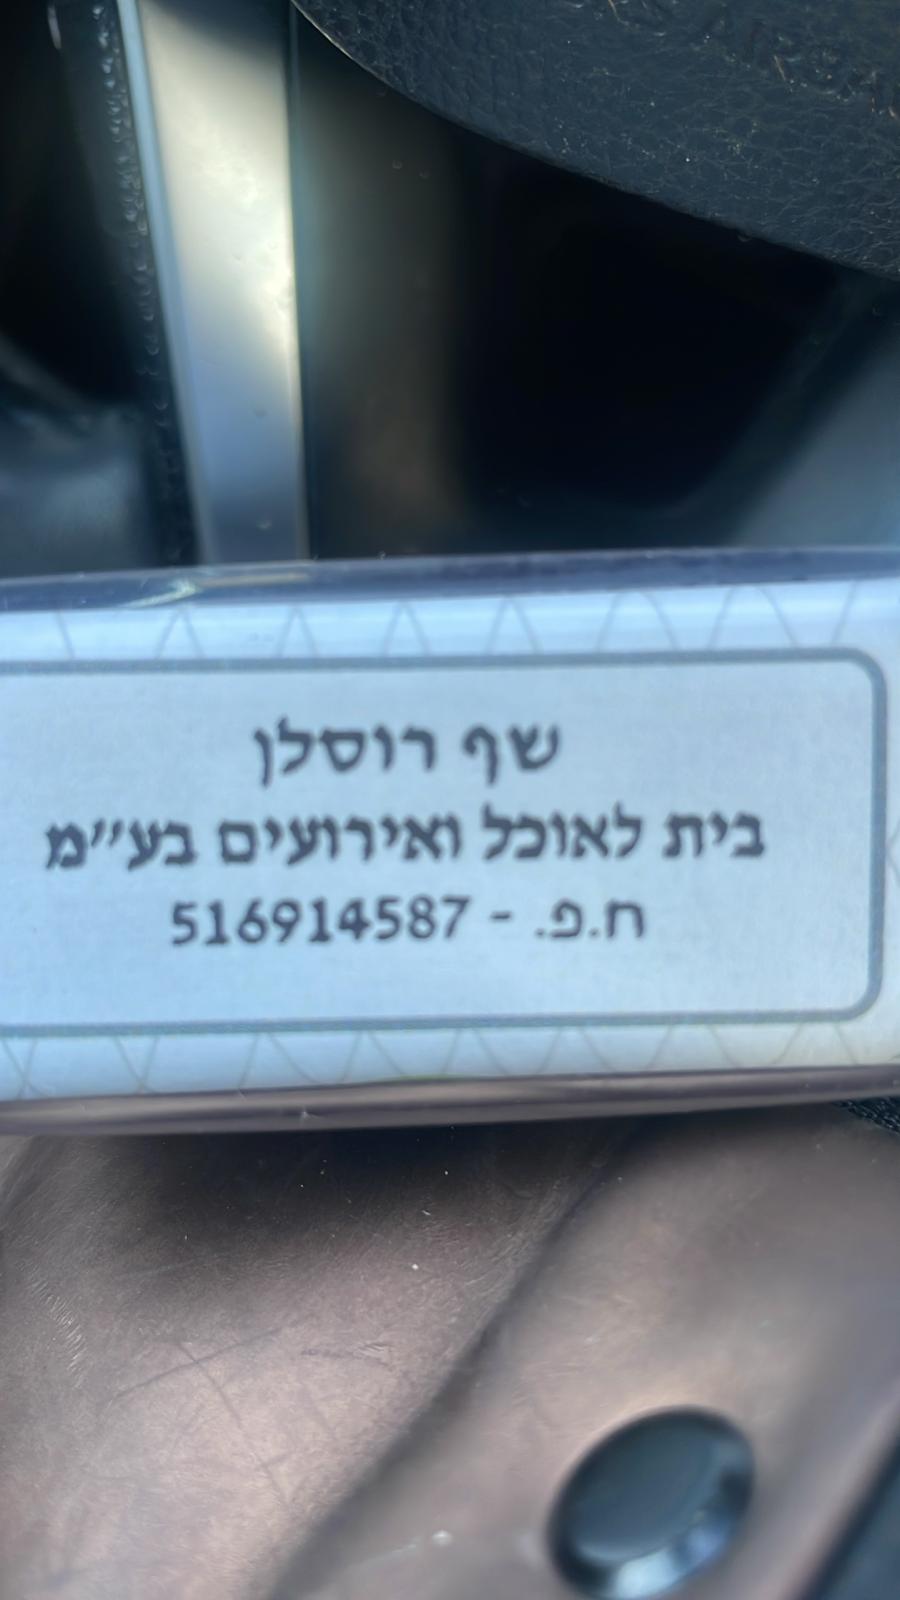 שף רוסלן
בית לאוכל ואירועים בע״מ
ח.פ. - 516914587